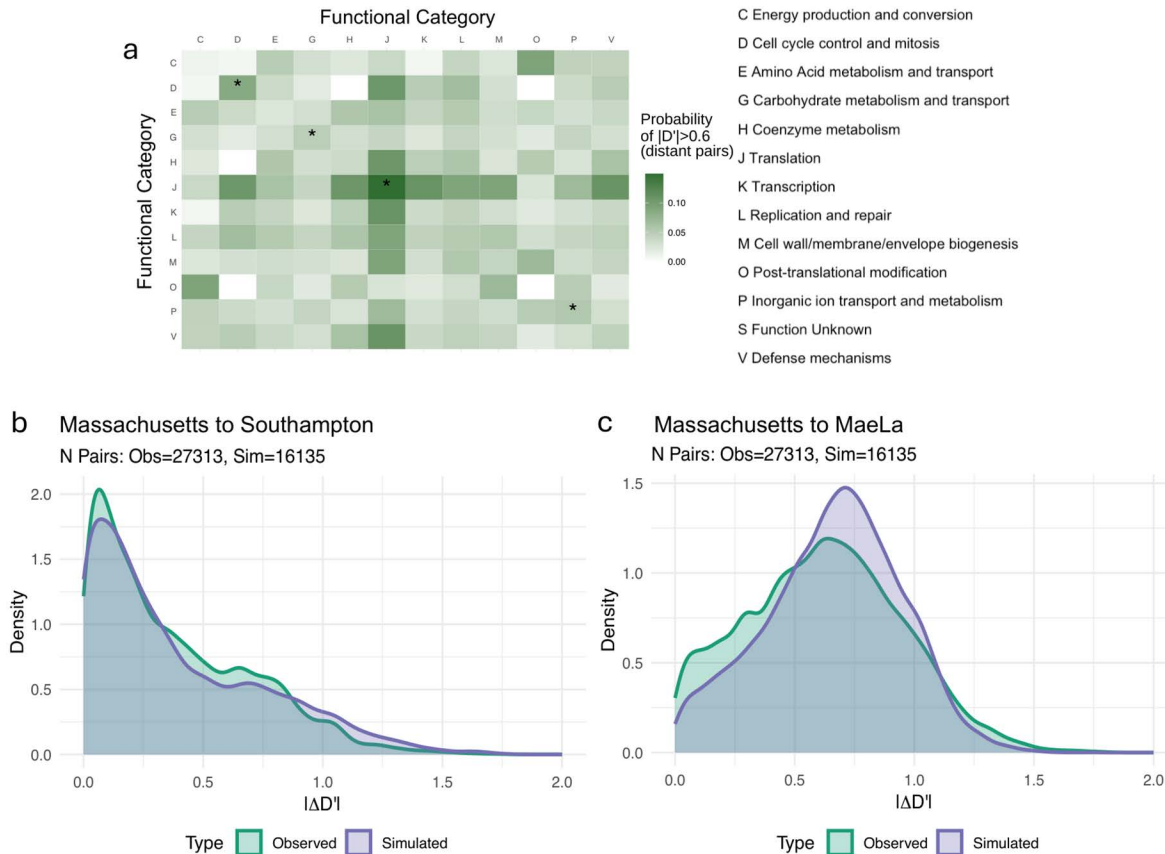 Functional Category
a
C D E G H J K L M O P V
Functional Category
C
D *
E
G *
H
J *
K
L
M
O
P *
V
Probability
of |D'|>0.6
(distant pairs)
0.10
0.05
0.00
C Energy production and conversion
D Cell cycle control and mitosis
E Amino Acid metabolism and transport
G Carbohydrate metabolism and transport
H Coenzyme metabolism
J Translation
K Transcription
L Replication and repair
M Cell wall/membrane/envelope biogenesis
O Post-translational modification
P Inorganic ion transport and metabolism
S Function Unknown
V Defense mechanisms
b Massachusetts to Southampton
N Pairs: Obs=27313, Sim=16135
Density
2.0
1.5
1.0
0.5
0.0
0.0 0.5 1.0 1.5 2.0
|ΔD'|
Type Observed Simulated
c Massachusetts to MaeLa
N Pairs: Obs=27313, Sim=16135
Density
1.5
1.0
0.5
0.0
0.0 0.5 1.0 1.5 2.0
|ΔD'|
Type Observed Simulated